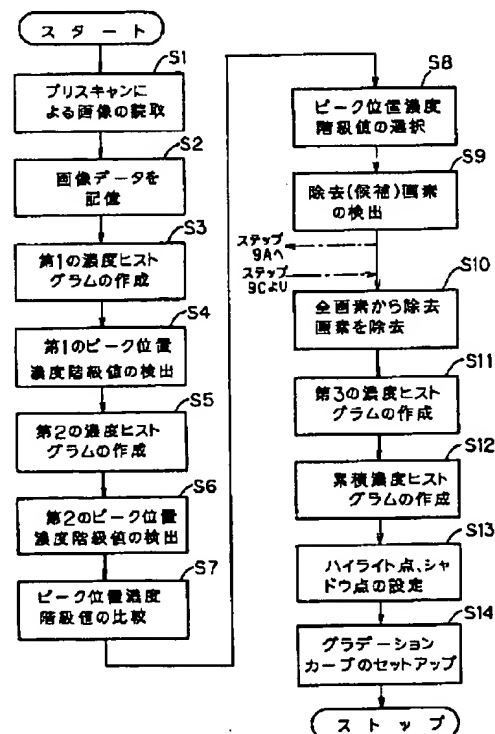 スタート
S1
プリスキャンに
よる画像の読取
S2
画像データを
記憶
S3
第1の濃度ヒスト
グラムの作成
S4
第1のピーク位置
濃度階級値の検出
S5
第2の濃度ヒスト
グラムの作成
S6
第2のピーク位置
濃度階級値の検出
S7
ピーク位置濃度
階級値の比較
S8
ピーク位置濃度
階級値の選択
S9
除去(候補)画素
の検出
ステップ
9Aへ
ステップ
9Cより
S10
全画素から除去
画素を除去
S11
第3の濃度ヒスト
グラムの作成
S12
累積濃度ヒスト
グラムの作成
S13
ハイライト点、シャ
ドウ点の設定
S14
グラデーション
カーブのセットアップ
ストップ